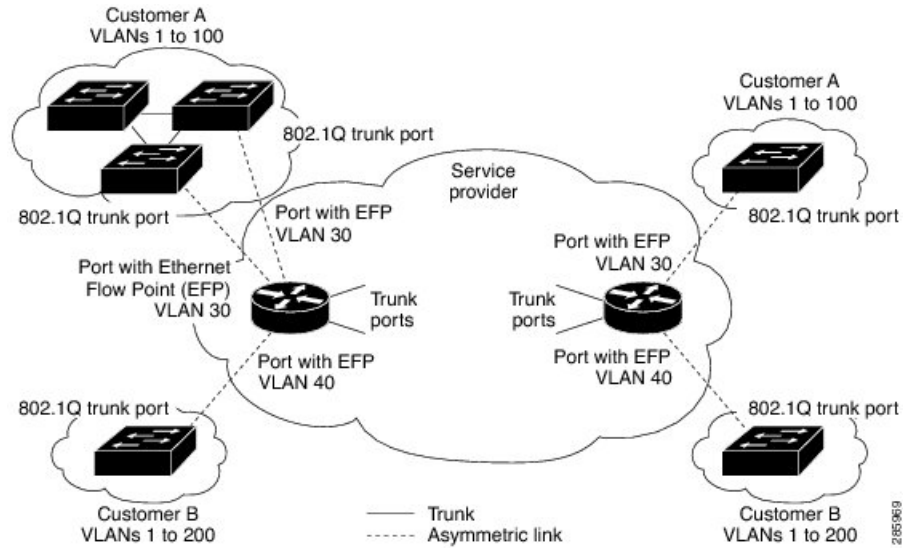 Customer A
VLANs 1 to 100
Customer A
VLANs 1 to 100
802.1Q trunk port
Service
provider
802.1Q trunk port
802.1Q trunk port
Port with EFP
VLAN 30
Port with EFP
VLAN 30
Port with Ethernet
Flow Point (EFP)
VLAN 30
Trunk
ports
Trunk
ports
Port with EFP
VLAN 40
Port with EFP
VLAN 40
802.1Q trunk port
802.1Q trunk port
Customer B
VLANs 1 to 200
Trunk
Asymmetric link
Customer B
VLANs 1 to 200
285969